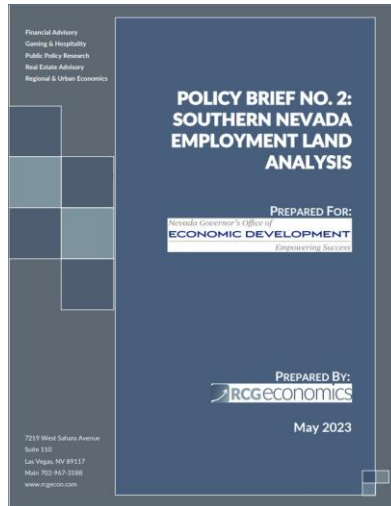 Financial Advisory
Gaming & Hospitality
Public Policy Research
Real Estate Advisory
Regional & Urban Economics
POLICY BRIEF NO. 2:
SOUTHERN NEVADA
EMPLOYMENT LAND
ANALYSIS
PREPARED FOR:
Nevada Governor's Office of
ECONOMIC DEVELOPMENT
Empowering Success
PREPARED BY:
RCGeconomics
May 2023
7219 West Sahara Avenue
Suite 110
Las Vegas, NV 89117
Main 702-967-3188
www.rcgecon.com